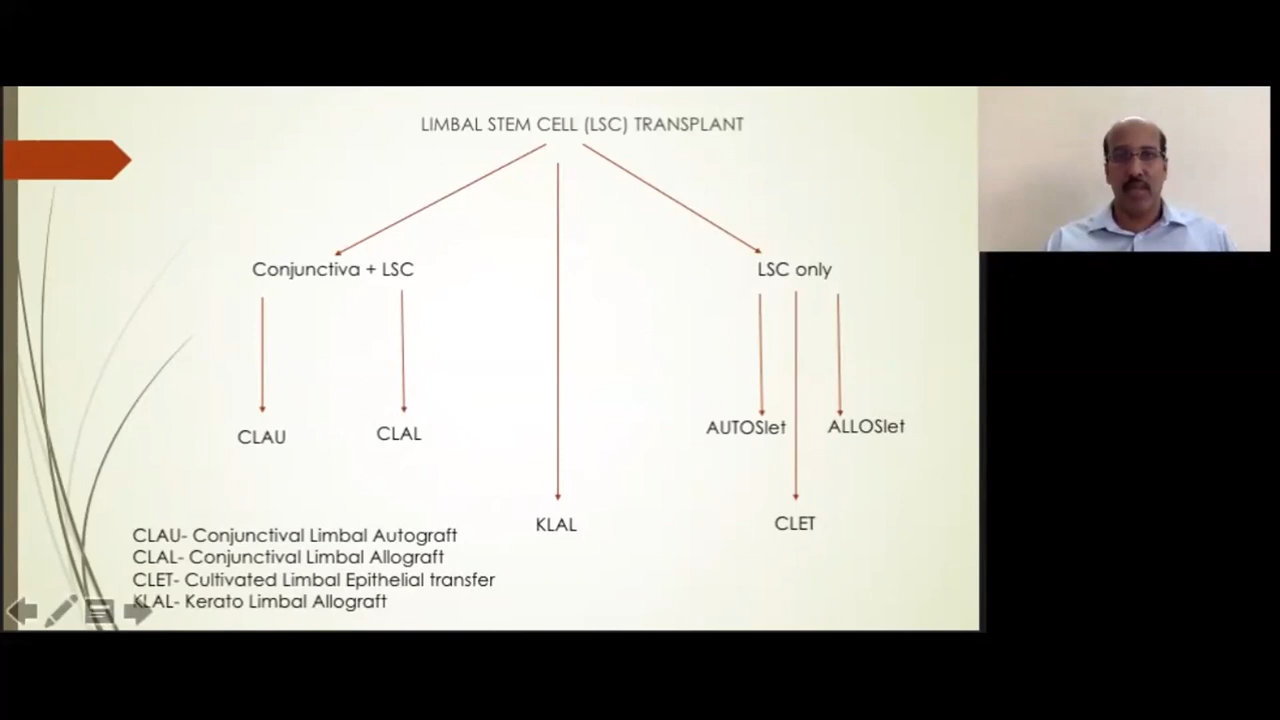 LIMBAL STEM CELL (LSC) TRANSPLANT
Conjunctiva + LSC
LSC only
CLAU
CLAL
AUTOSlet
ALLOSlet
KLAL
CLET
CLAU- Conjunctival Limbal Autograft
CLAL- Conjunctival Limbal Allograft
CLET- Cultivated Limbal Epithelial transfer
KLAL- Kerato Limbal Allograft